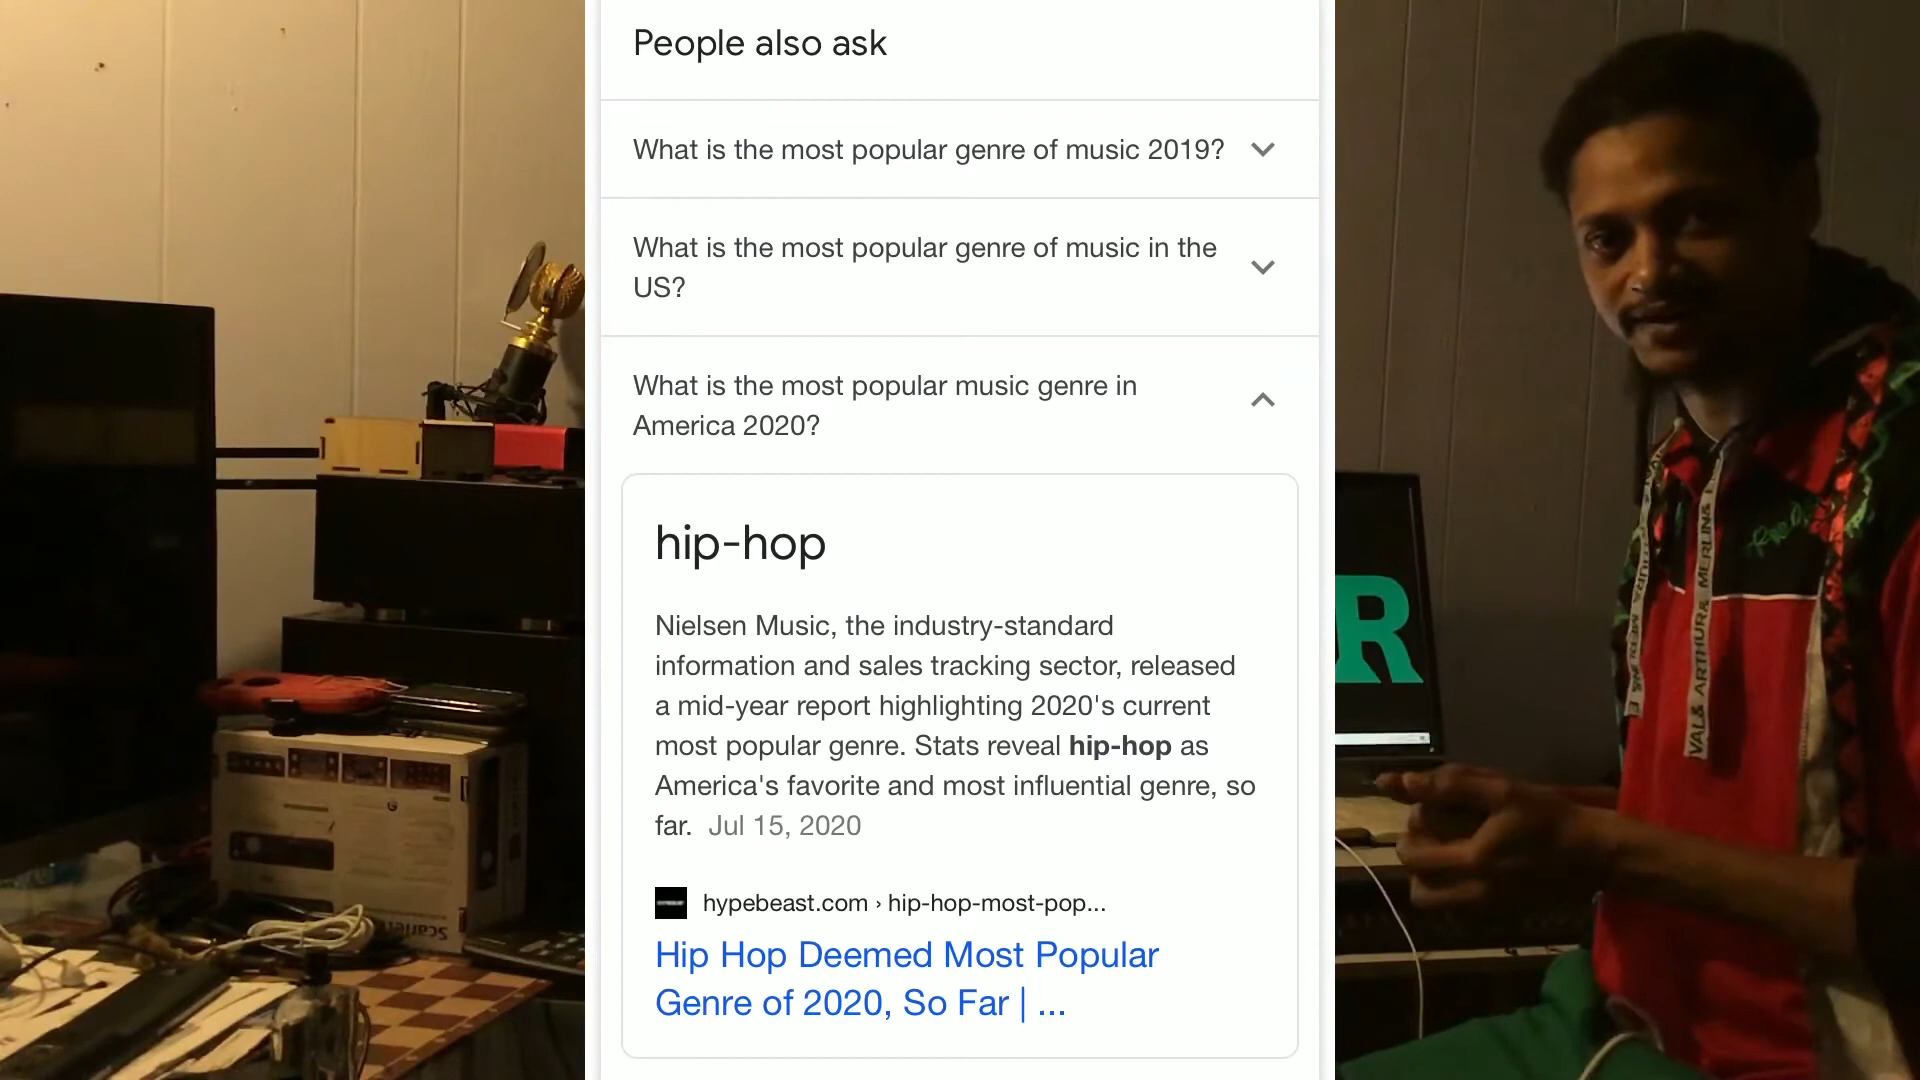 People also ask
What is the most popular genre of music 2019?
What is the most popular genre of music in the
US?
What is the most popular music genre in
America 2020?
hip-hop
Nielsen Music, the industry-standard
information and sales tracking sector, released
a mid-year report highlighting 2020's current
most popular genre. Stats reveal hip-hop as
America's favorite and most influential genre, so
far. Jul 15, 2020
hypebeast.com › hip-hop-most-pop...
Hip Hop Deemed Most Popular
Genre of 2020, So Far | ...
R
VAL& ARTHUR& MERLIN&